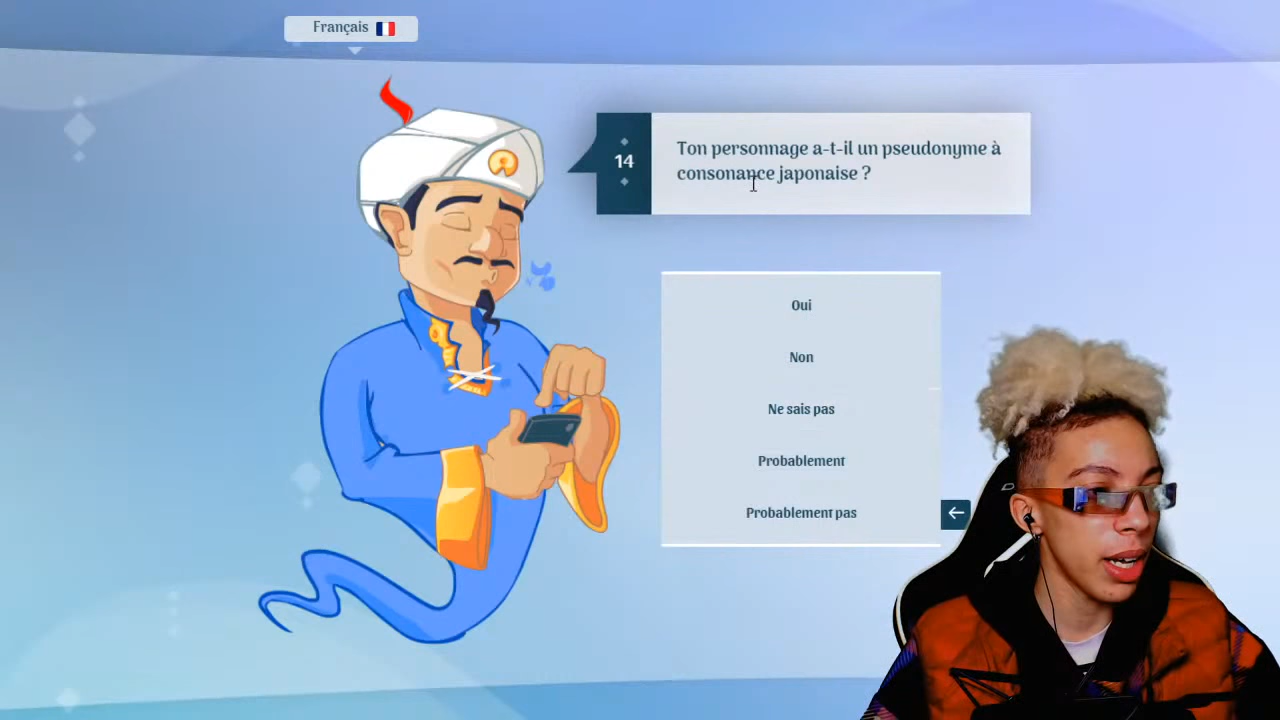 Français
14
Ton personnage a-t-il un pseudonyme à
consonance japonaise ?
Oui
Non
Ne sais pas
Probablement
Probablement pas